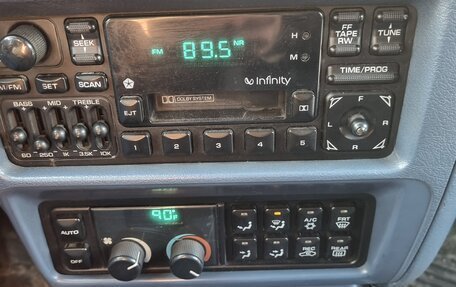 SEEK
FM 89.5 NR
H
FF
TAPE
RW
TUNE
M
Infinity
AM/FM SET SCAN
TIME/PROG
DOLBY SYSTEM
BASS MID TREBLE
EJT
F
L R
R
60 250 1K 3.5K 10K
1 2 3 4 5
90°F
AUTO
A/C FRT
OFF
REC REAR